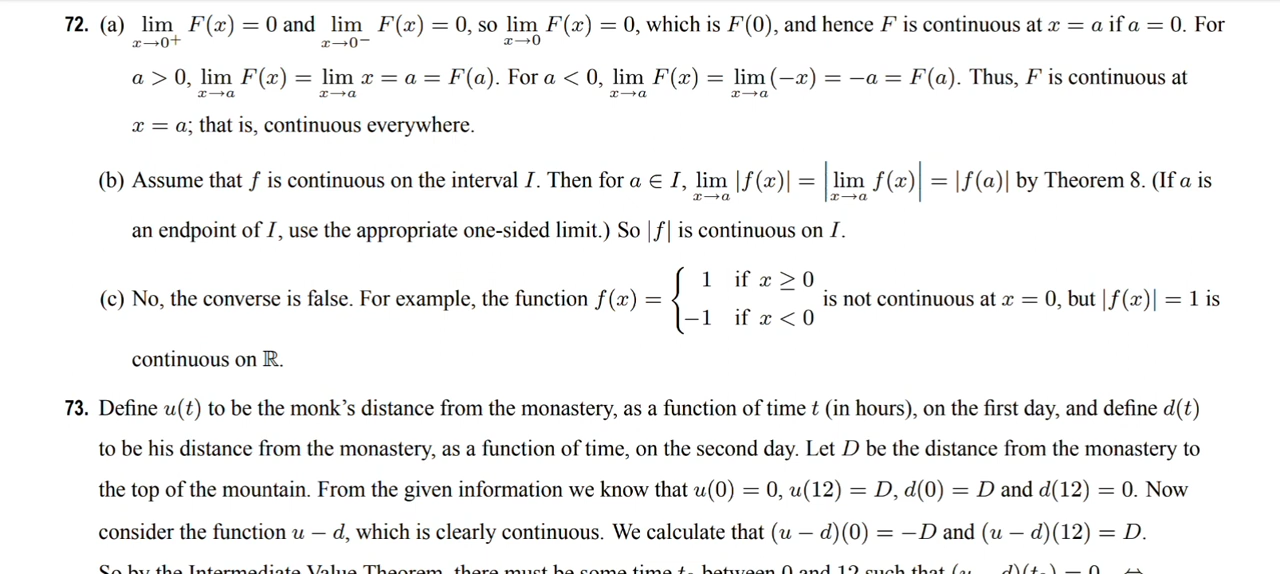 72. (a) lim_{x→0+} F(x) = 0 and lim_{x→0−} F(x) = 0, so lim_{x→0} F(x) = 0, which is F(0), and hence F is continuous at x = a if a = 0. For
a > 0, lim_{x→a} F(x) = lim_{x→a} x = a = F(a). For a < 0, lim_{x→a} F(x) = lim_{x→a} (−x) = −a = F(a). Thus, F is continuous at
x = a; that is, continuous everywhere.
(b) Assume that f is continuous on the interval I. Then for a ∈ I, lim_{x→a} |f(x)| = |lim_{x→a} f(x)| = |f(a)| by Theorem 8. (If a is
an endpoint of I, use the appropriate one-sided limit.) So |f| is continuous on I.
(c) No, the converse is false. For example, the function f(x) = { 1 if x ≥ 0, −1 if x < 0 is not continuous at x = 0, but |f(x)| = 1 is
continuous on ℝ.
73. Define u(t) to be the monk's distance from the monastery, as a function of time t (in hours), on the first day, and define d(t)
to be his distance from the monastery, as a function of time, on the second day. Let D be the distance from the monastery to
the top of the mountain. From the given information we know that u(0) = 0, u(12) = D, d(0) = D and d(12) = 0. Now
consider the function u − d, which is clearly continuous. We calculate that (u − d)(0) = −D and (u − d)(12) = D.
So by the Intermediate Value Theorem, there must be some time t₀ between 0 and 12 such that (u − d)(t₀) = 0 ⇔